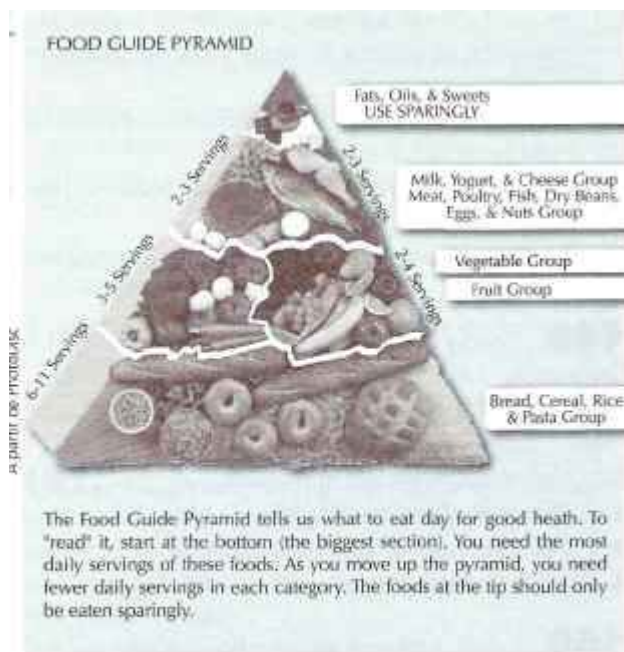 FOOD GUIDE PYRAMID
Fats, Oils, & Sweets
USE SPARINGLY
2-3 Servings
2-3 Servings
Milk, Yogurt, & Cheese Group
Meat, Poultry, Fish, Dry Beans,
Eggs, & Nuts Group
3-5 Servings
2-4 Servings
Vegetable Group
Fruit Group
6-11 Servings
Bread, Cereal, Rice
& Pasta Group
A partir de
The Food Guide Pyramid tells us what to eat day for good heath. To
"read" it, start at the bottom (the biggest section). You need the most
daily servings of these foods. As you move up the pyramid, you need
fewer daily servings in each category. The foods at the tip should only
be eaten sparingly.